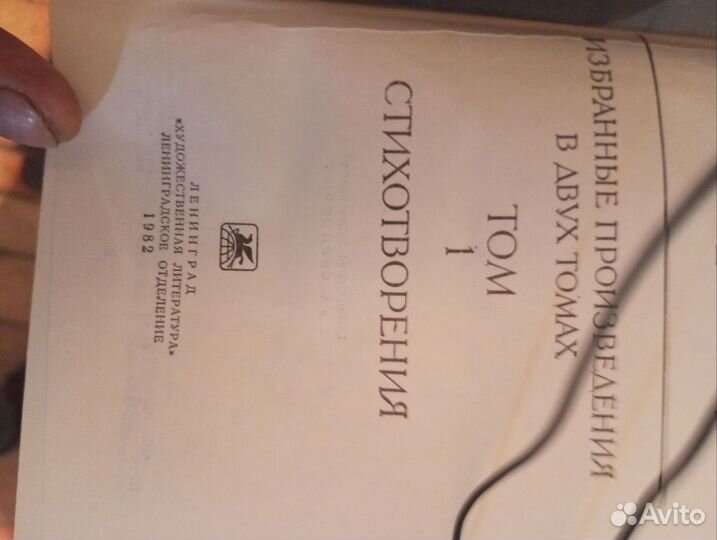 ИЗБРАННЫЕ ПРОИЗВЕДЕНИЯ
В ДВУХ ТОМАХ
ТОМ
1
СТИХОТВОРЕНИЯ
ЛЕНИНГРАД
«ХУДОЖЕСТВЕННАЯ ЛИТЕРАТУРА»
ЛЕНИНГРАДСКОЕ ОТДЕЛЕНИЕ
1982
Avito